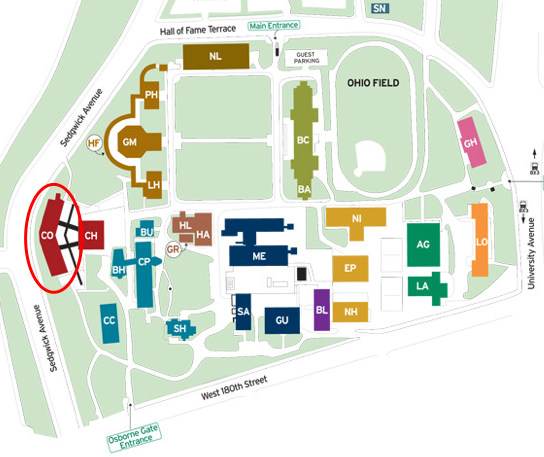 SN
Main Entrance
Hall of Fame Terrace
NL
GUEST
PARKING
OHIO FIELD
Sedgwick Avenue
PH
HF
GM
BC
GH
BX3
LH
BA
BX3
CO
CH
BU
HL
HA
NI
AG
LO
University Avenue
GR
ME
BH
CP
EP
LA
Sedgwick Avenue
CC
SH
SA
GU
BL
NH
West 180th Street
Osborne Gate
Entrance